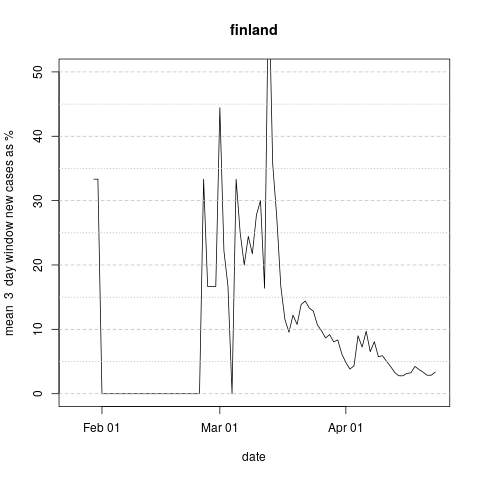 finland
mean  3  day window new cases as %
50
40
30
20
10
0
Feb 01
Mar 01
Apr 01
date